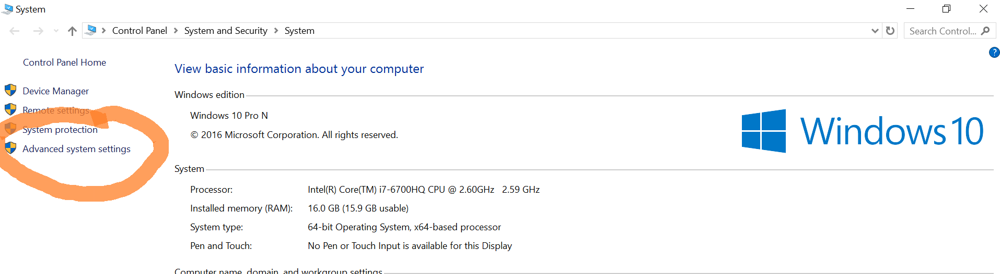 System
Control Panel > System and Security > System
Search Control...
?
Control Panel Home
Device Manager
Remote settings
System protection
Advanced system settings
View basic information about your computer
Windows edition
Windows 10 Pro N
© 2016 Microsoft Corporation. All rights reserved.
Windows 10
System
Processor: Intel(R) Core(TM) i7-6700HQ CPU @ 2.60GHz 2.59 GHz
Installed memory (RAM): 16.0 GB (15.9 GB usable)
System type: 64-bit Operating System, x64-based processor
Pen and Touch: No Pen or Touch Input is available for this Display
Computer name, domain, and workgroup settings